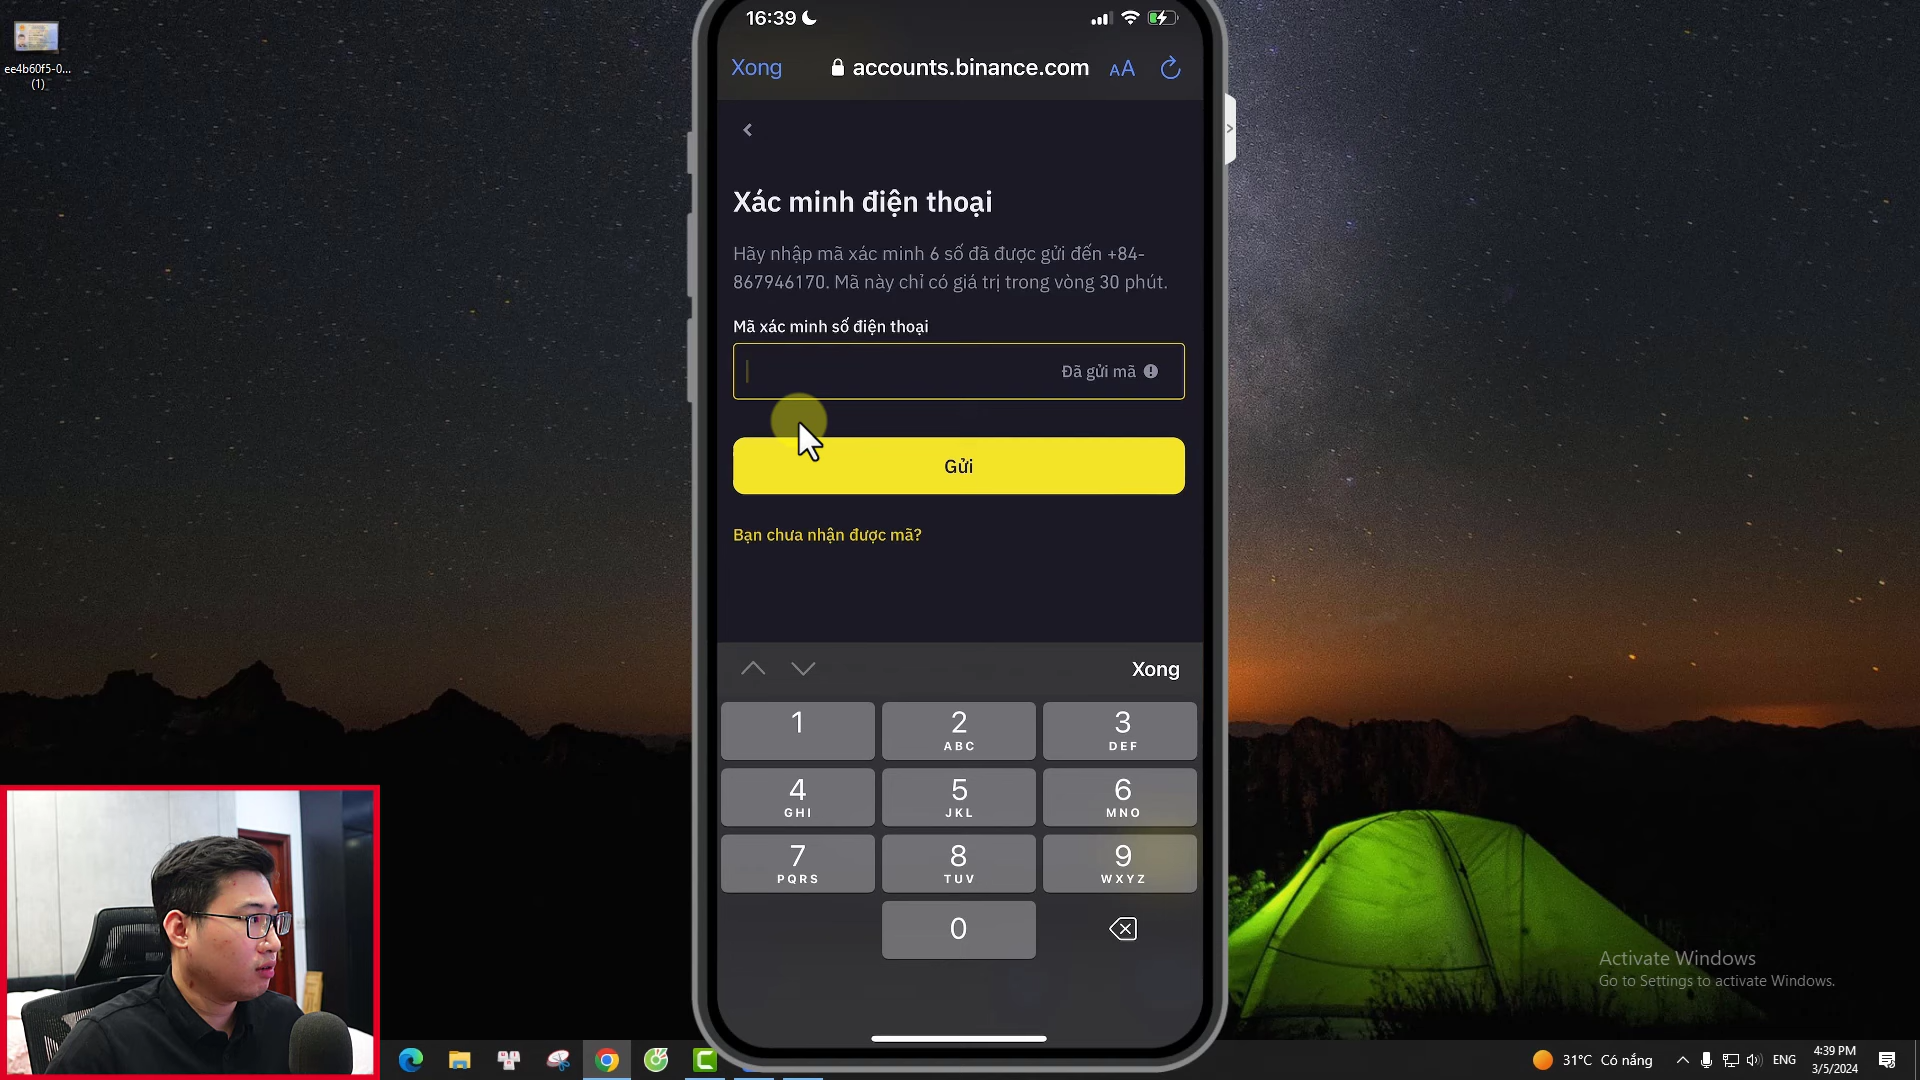 ee4b60f5-0...
(1)
16:39
Xong
accounts.binance.com
AA
Xác minh điện thoại
Hãy nhập mã xác minh 6 số đã được gửi đến +84-
867946170. Mã này chỉ có giá trị trong vòng 30 phút.
Mã xác minh số điện thoại
Đã gửi mã
Gửi
Bạn chưa nhận được mã?
Xong
1
2
ABC
3
DEF
4
GHI
5
JKL
6
MNO
7
PQRS
8
TUV
9
WXYZ
0
Activate Windows
Go to Settings to activate Windows.
31°C Có nắng
ENG
4:39 PM
3/5/2024